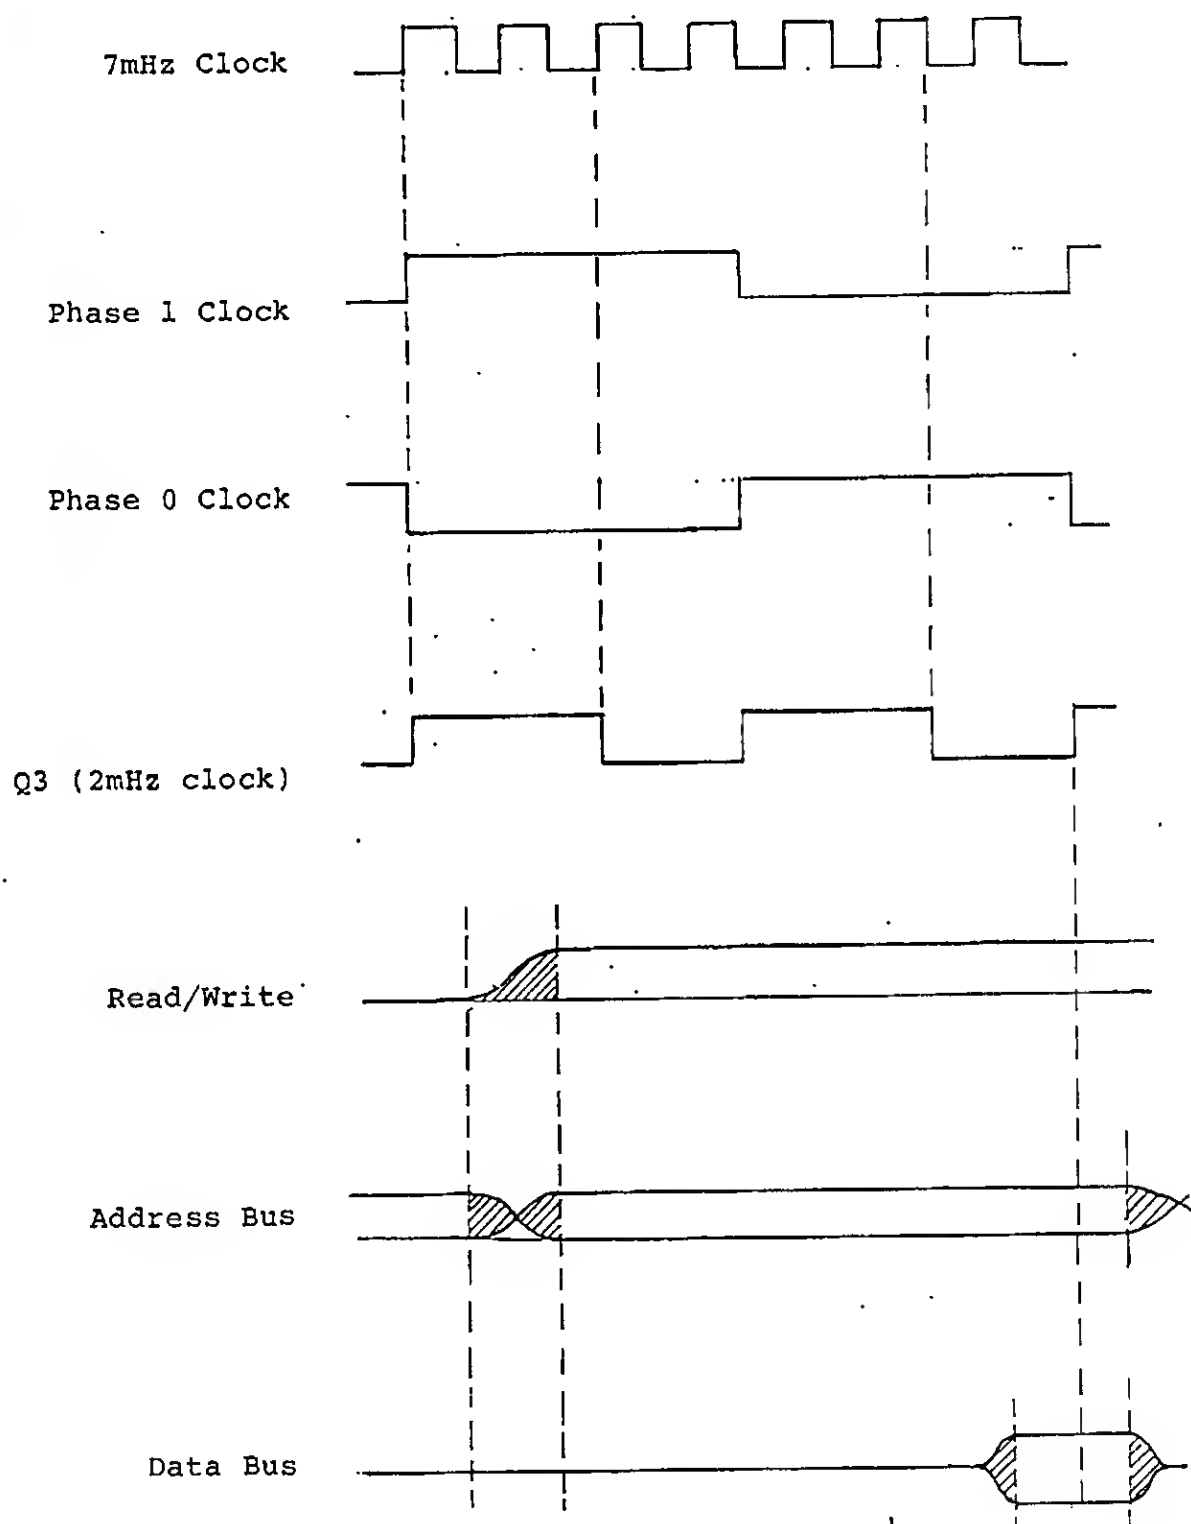 7mHz Clock
Phase 1 Clock
Phase 0 Clock
Q3 (2mHz clock)
Read/Write
Address Bus
Data Bus